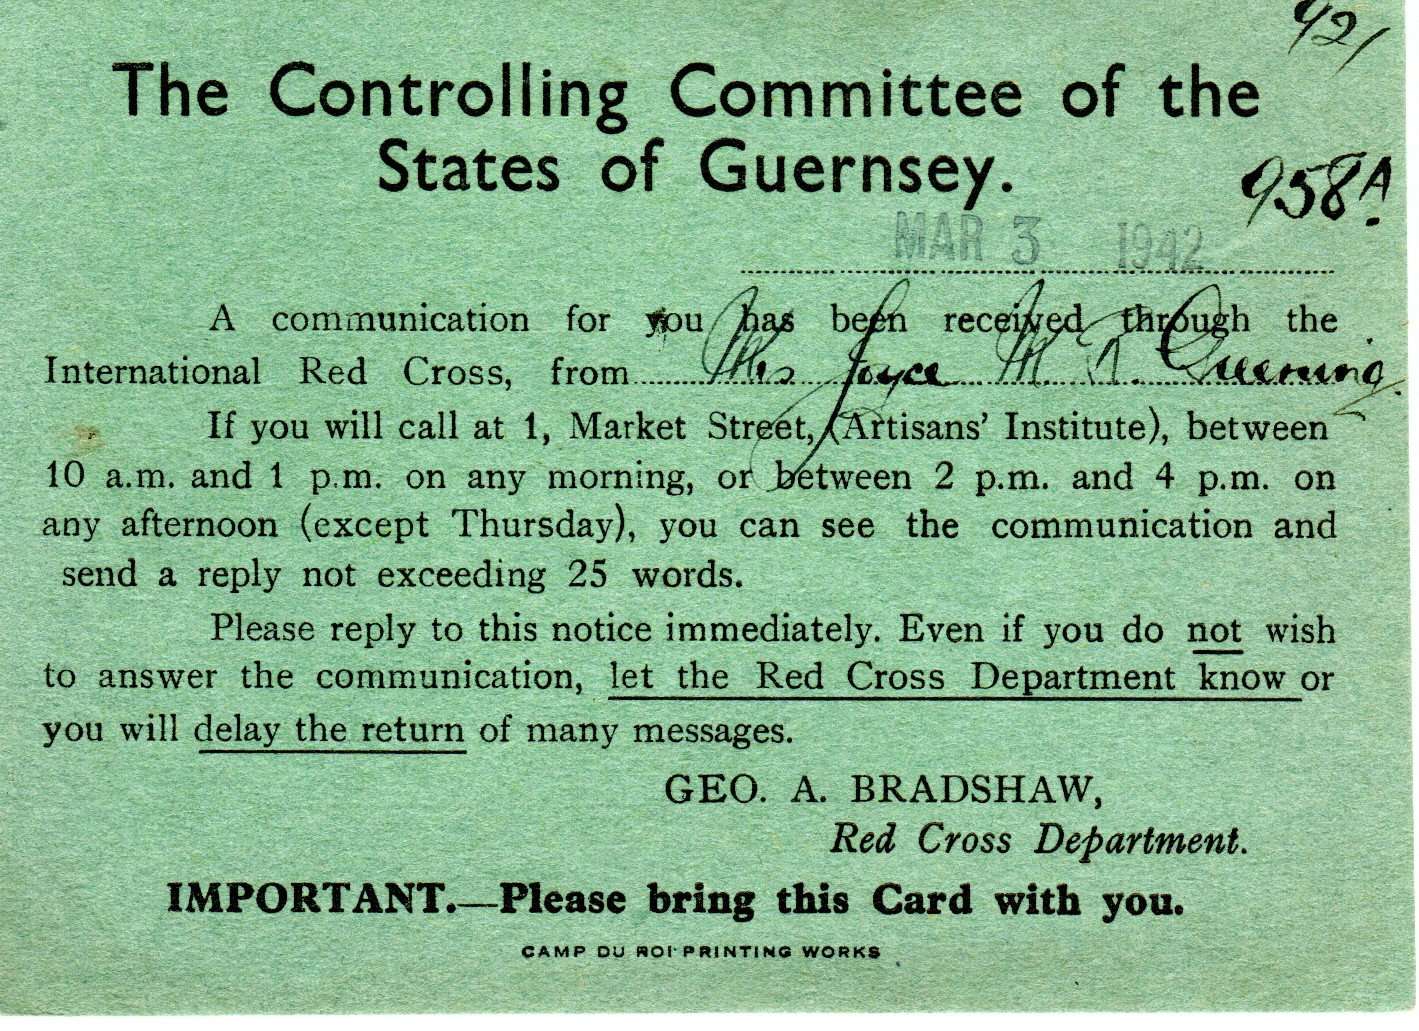 421
The Controlling Committee of the
States of Guernsey.
958A.
MAR 3 1942
A communication for you has been received through the
International Red Cross, from Mrs Joyce M. R. Greening.
If you will call at 1, Market Street, (Artisans' Institute), between
10 a.m. and 1 p.m. on any morning, or between 2 p.m. and 4 p.m. on
any afternoon (except Thursday), you can see the communication and
send a reply not exceeding 25 words.
Please reply to this notice immediately. Even if you do not wish
to answer the communication, let the Red Cross Department know or
you will delay the return of many messages.
GEO. A. BRADSHAW,
Red Cross Department.
IMPORTANT.—Please bring this Card with you.
CAMP DU ROI PRINTING WORKS